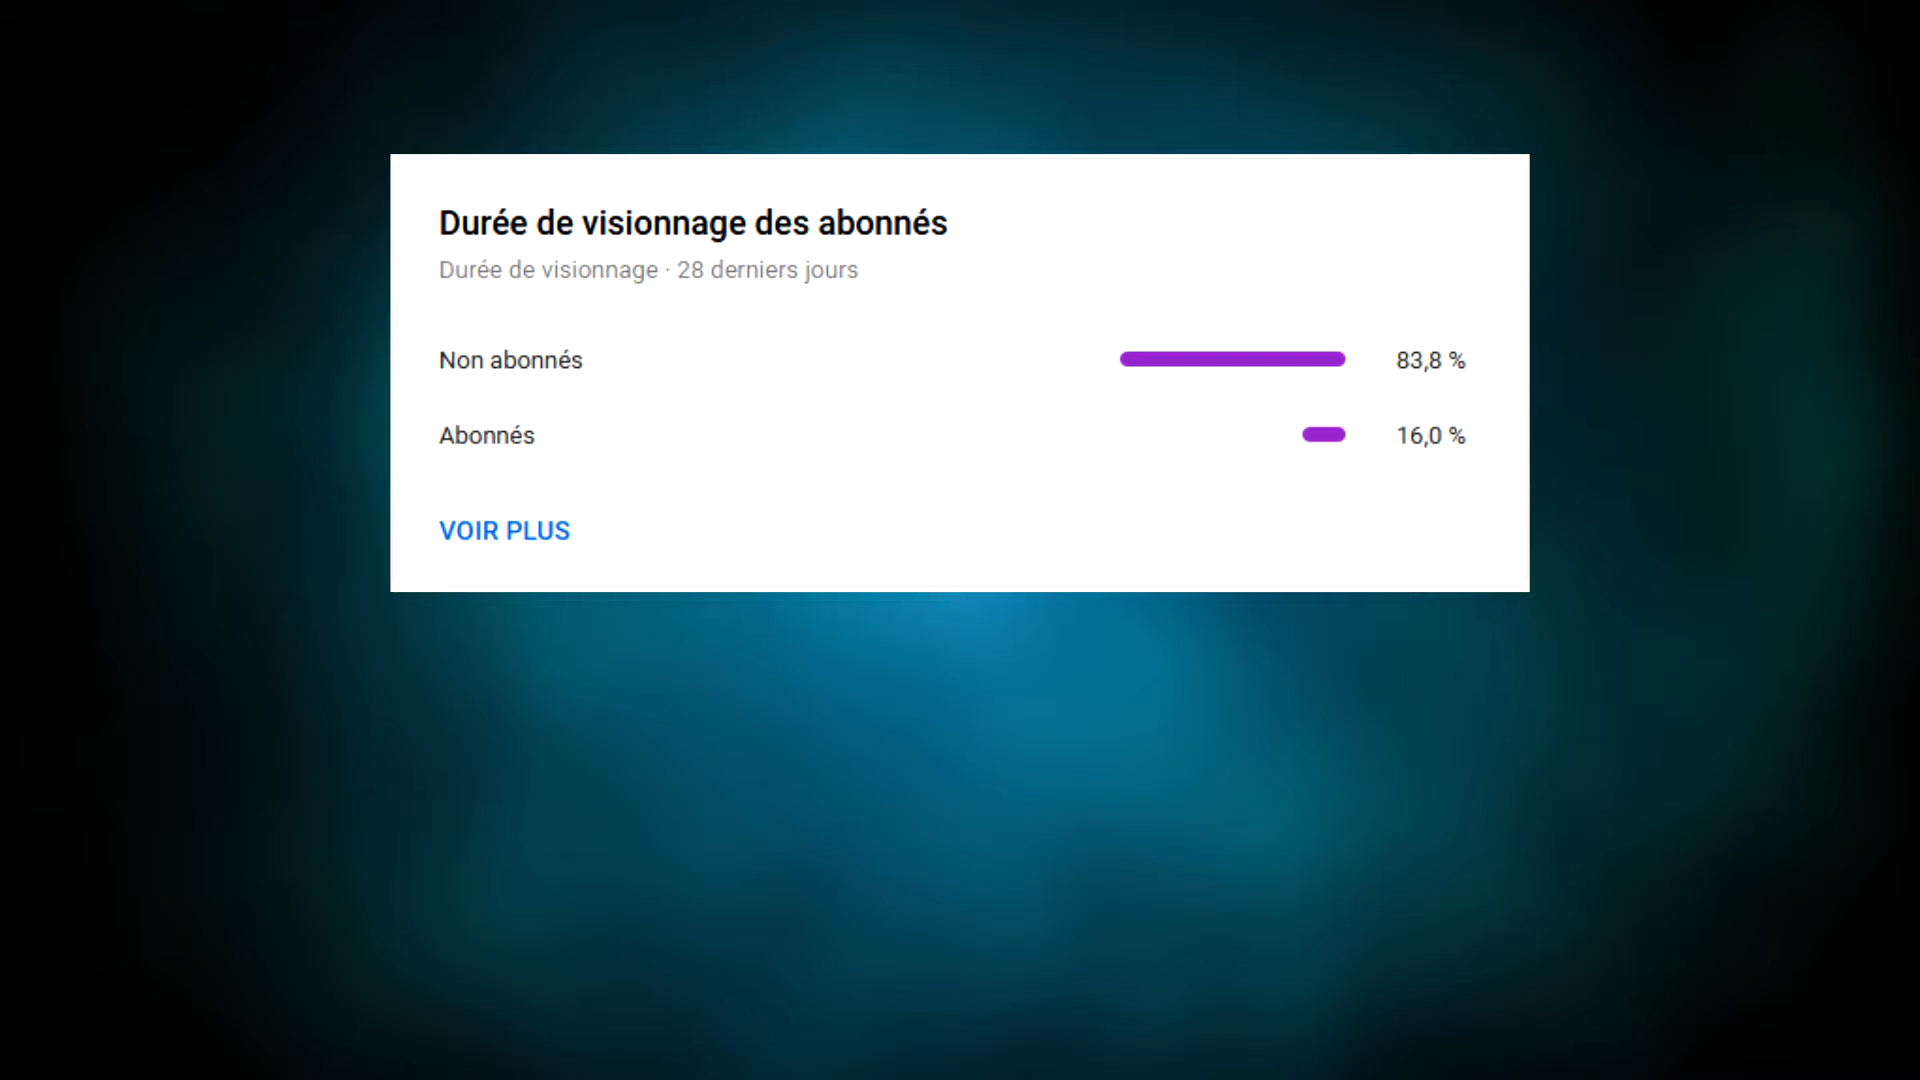 Durée de visionnage des abonnés
Durée de visionnage · 28 derniers jours
Non abonnés 83,8 %
Abonnés 16,0 %
VOIR PLUS